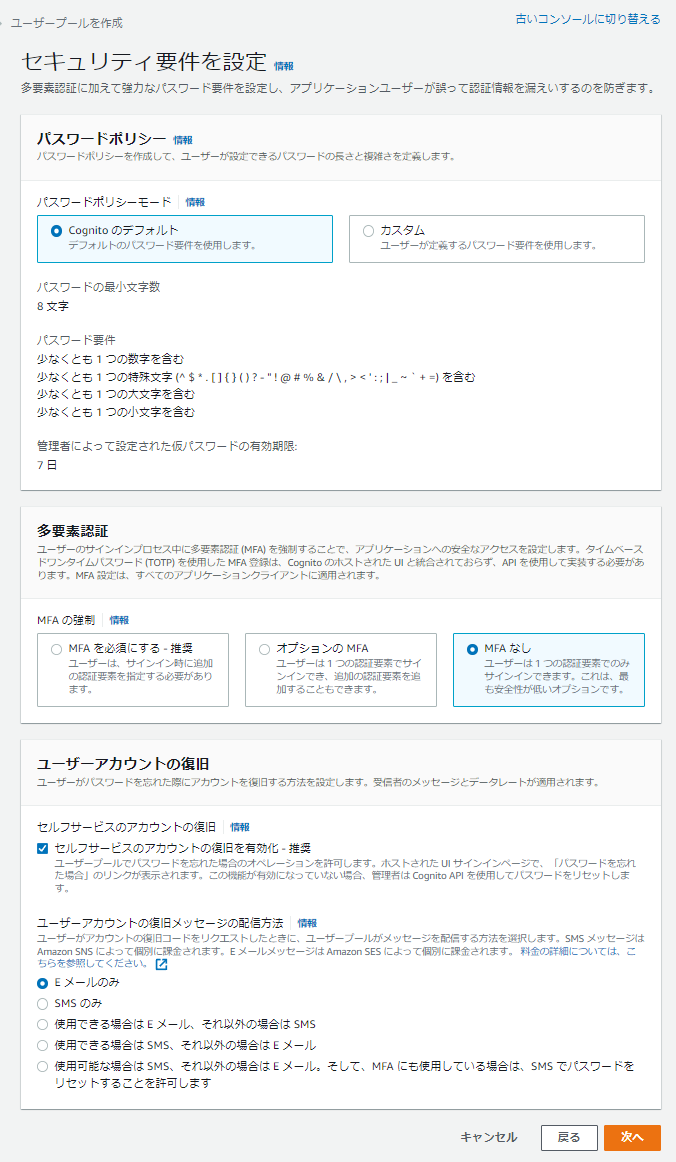 ユーザープールを作成
古いコンソールに切り替える
セキュリティ要件を設定 情報
多要素認証に加えて強力なパスワード要件を設定し、アプリケーションユーザーが誤って認証情報を漏えいするのを防ぎます。
パスワードポリシー 情報
パスワードポリシーを作成して、ユーザーが設定できるパスワードの長さと複雑さを定義します。
パスワードポリシーモード 情報
Cognito のデフォルト
デフォルトのパスワード要件を使用します。
カスタム
ユーザーが定義するパスワード要件を使用します。
パスワードの最小文字数
8 文字
パスワード要件
少なくとも 1 つの数字を含む
少なくとも 1 つの特殊文字 (^ $ * . [ ] { } ( ) ? - " ! @ # % & / \ , > < ' : ; | _ ~ ` + =) を含む
少なくとも 1 つの大文字を含む
少なくとも 1 つの小文字を含む
管理者によって設定された仮パスワードの有効期限:
7 日
多要素認証
ユーザーのサインインプロセス中に多要素認証 (MFA) を強制することで、アプリケーションへの安全なアクセスを設定します。タイムベース
ドワンタイムパスワード (TOTP) を使用した MFA 登録は、Cognito のホストされた UI と統合されておらず、API を使用して実装する必要があ
ります。MFA 設定は、すべてのアプリケーションクライアントに適用されます。
MFA の強制 情報
MFA を必須にする - 推奨
ユーザーは、サインイン時に追加
の認証要素を指定する必要があり
ます。
オプションの MFA
ユーザーは 1 つの認証要素でサイ
ンインでき、追加の認証要素を追
加することもできます。
MFA なし
ユーザーは 1 つの認証要素でのみ
サインインできます。これは、最
も安全性が低いオプションです。
ユーザーアカウントの復旧
ユーザーがパスワードを忘れた際にアカウントを復旧する方法を設定します。受信者のメッセージとデータレートが適用されます。
セルフサービスのアカウントの復旧 情報
セルフサービスのアカウントの復旧を有効化 - 推奨
ユーザープールでパスワードを忘れた場合のオペレーションを許可します。ホストされた UI サインインページで、「パスワードを忘れ
た場合」のリンクが表示されます。この機能が有効になっていない場合、管理者は Cognito API を使用してパスワードをリセットしま
す。
ユーザーアカウントの復旧メッセージの配信方法 情報
ユーザーがアカウントの復旧コードをリクエストしたときに、ユーザープールがメッセージを配信する方法を選択します。SMS メッセージは
Amazon SNS によって個別に課金されます。E メールメッセージは Amazon SES によって個別に課金されます。 料金の詳細については、こ
ちらを参照してください。
E メールのみ
SMS のみ
使用できる場合は E メール、それ以外の場合は SMS
使用できる場合は SMS、それ以外の場合は E メール
使用可能な場合は SMS、それ以外の場合は E メール。そして、MFA にも使用している場合は、SMS でパスワードを
リセットすることを許可します
キャンセル
戻る
次へ